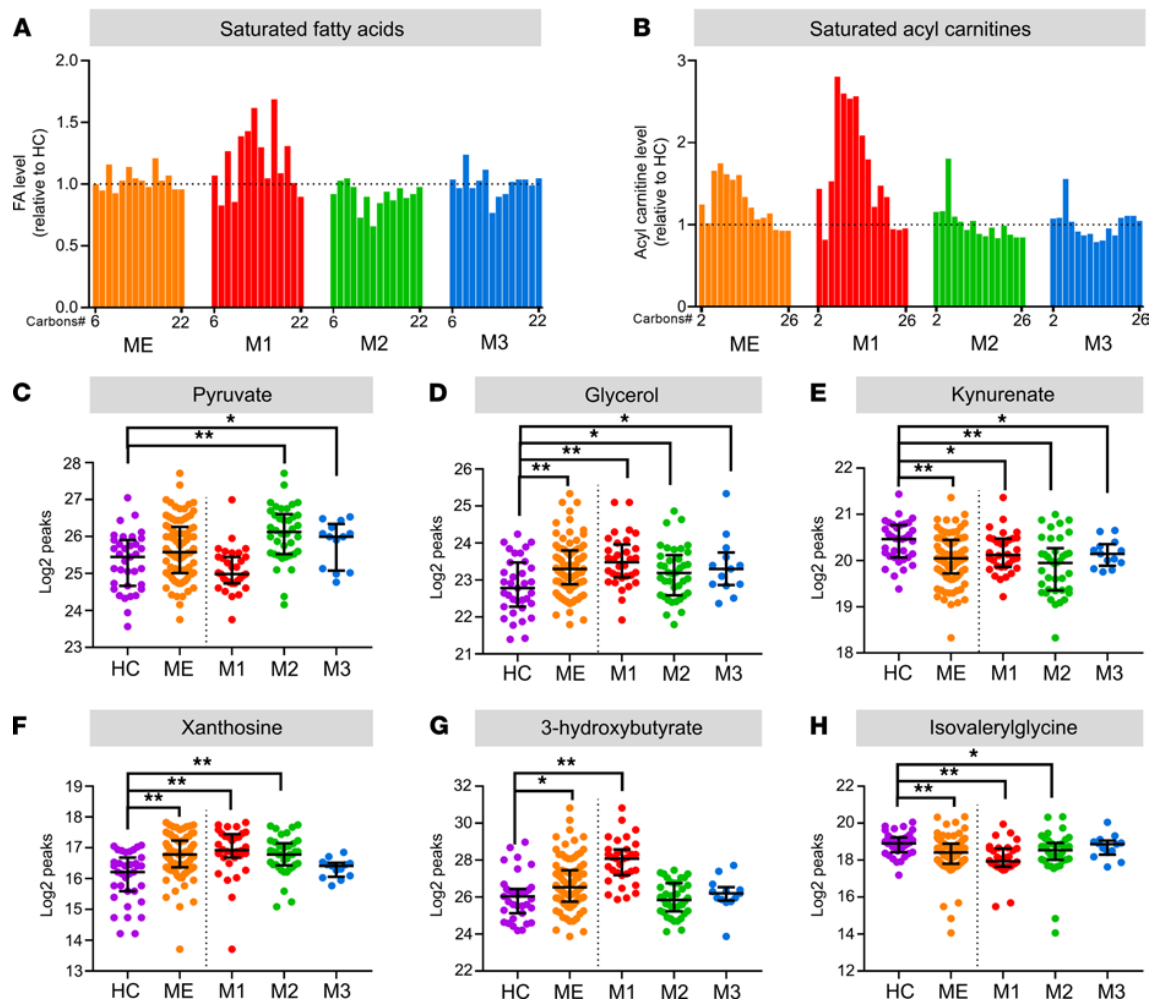 A
Saturated fatty acids
FA level
(relative to HC)
2.0
1.5
1.0
0.5
0.0
Carbons#
6 22 6 22 6 22 6 22
ME M1 M2 M3
B
Saturated acyl carnitines
Acyl carnitine level
(relative to HC)
3
2
1
0
Carbons#
2 26 2 26 2 26 2 26
ME M1 M2 M3
C
Pyruvate
*
**
Log2 peaks
28
27
26
25
24
23
HC ME M1 M2 M3
D
Glycerol
*
*
**
**
Log2 peaks
26
25
24
23
22
21
HC ME M1 M2 M3
E
Kynurenate
*
**
*
**
Log2 peaks
22
21
20
19
18
HC ME M1 M2 M3
F
Xanthosine
**
**
**
Log2 peaks
19
18
17
16
15
14
13
HC ME M1 M2 M3
G
3-hydroxybutyrate
**
*
Log2 peaks
32
30
28
26
24
22
HC ME M1 M2 M3
H
Isovalerylglycine
*
**
**
Log2 peaks
22
20
18
16
14
12
HC ME M1 M2 M3